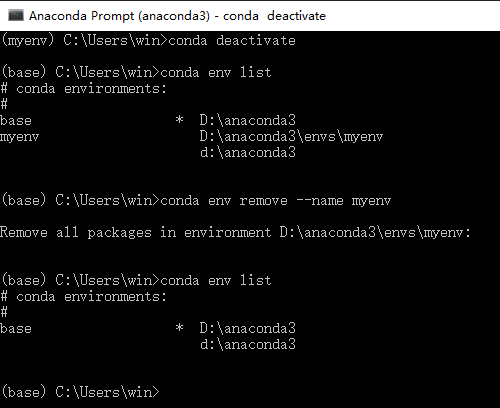 Anaconda Prompt (anaconda3) - conda  deactivate
(myenv) C:\Users\win>conda deactivate
(base) C:\Users\win>conda env list
# conda environments:
#
base                  *  D:\anaconda3
myenv                    D:\anaconda3\envs\myenv
                         d:\anaconda3
(base) C:\Users\win>conda env remove --name myenv
Remove all packages in environment D:\anaconda3\envs\myenv:
(base) C:\Users\win>conda env list
# conda environments:
#
base                  *  D:\anaconda3
                         d:\anaconda3
(base) C:\Users\win>